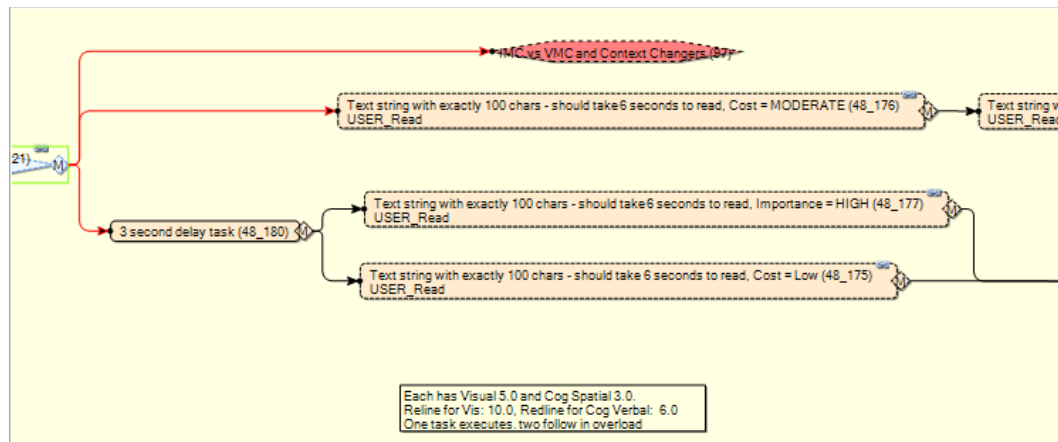 IMC vs VMC and Context Changers (97)
Text string with exactly 100 chars - should take 6 seconds to read, Cost = MODERATE (48_176)
USER_Read
M
Text string w
USER_Read
21)
M
Text string with exactly 100 chars - should take 6 seconds to read, Importance = HIGH (48_177)
USER_Read
M
3 second delay task (48_180)
M
Text string with exactly 100 chars - should take 6 seconds to read, Cost = Low (48_175)
USER_Read
M
Each has Visual 5.0 and Cog Spatial 3.0.
Reline for Vis: 10.0, Redline for Cog Verbal: 6.0
One task executes. two follow in overload